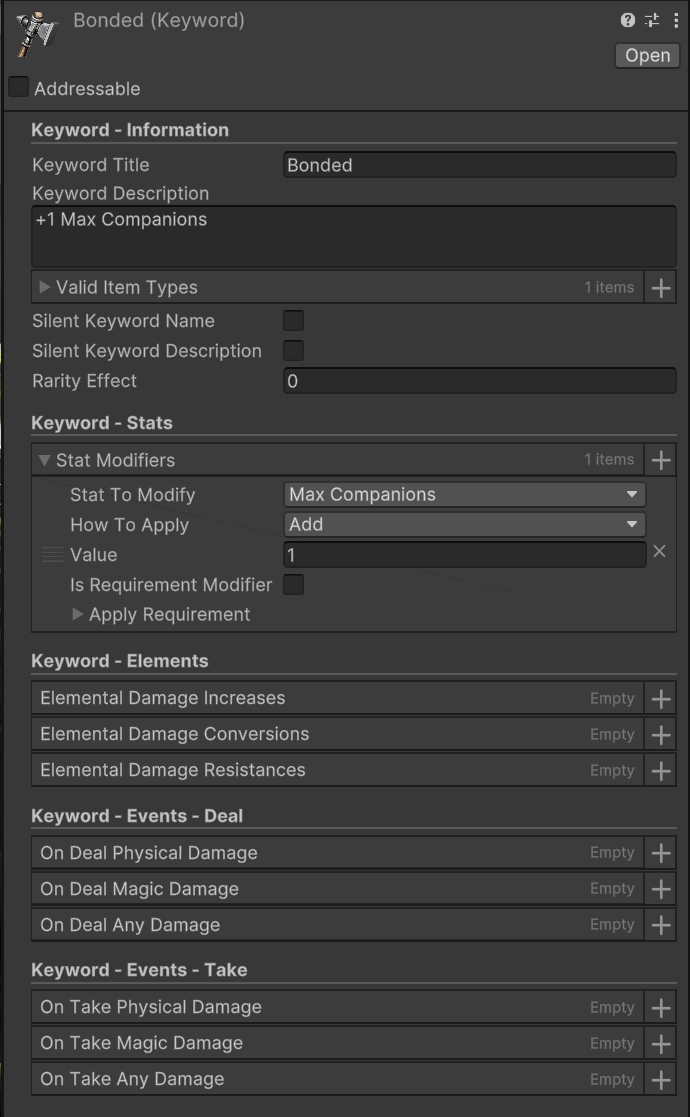 Bonded (Keyword)
Open
Addressable
Keyword - Information
Keyword Title Bonded
Keyword Description
+1 Max Companions
Valid Item Types 1 items
Silent Keyword Name
Silent Keyword Description
Rarity Effect 0
Keyword - Stats
Stat Modifiers 1 items
Stat To Modify Max Companions
How To Apply Add
Value 1
Is Requirement Modifier
Apply Requirement
Keyword - Elements
Elemental Damage Increases Empty
Elemental Damage Conversions Empty
Elemental Damage Resistances Empty
Keyword - Events - Deal
On Deal Physical Damage Empty
On Deal Magic Damage Empty
On Deal Any Damage Empty
Keyword - Events - Take
On Take Physical Damage Empty
On Take Magic Damage Empty
On Take Any Damage Empty